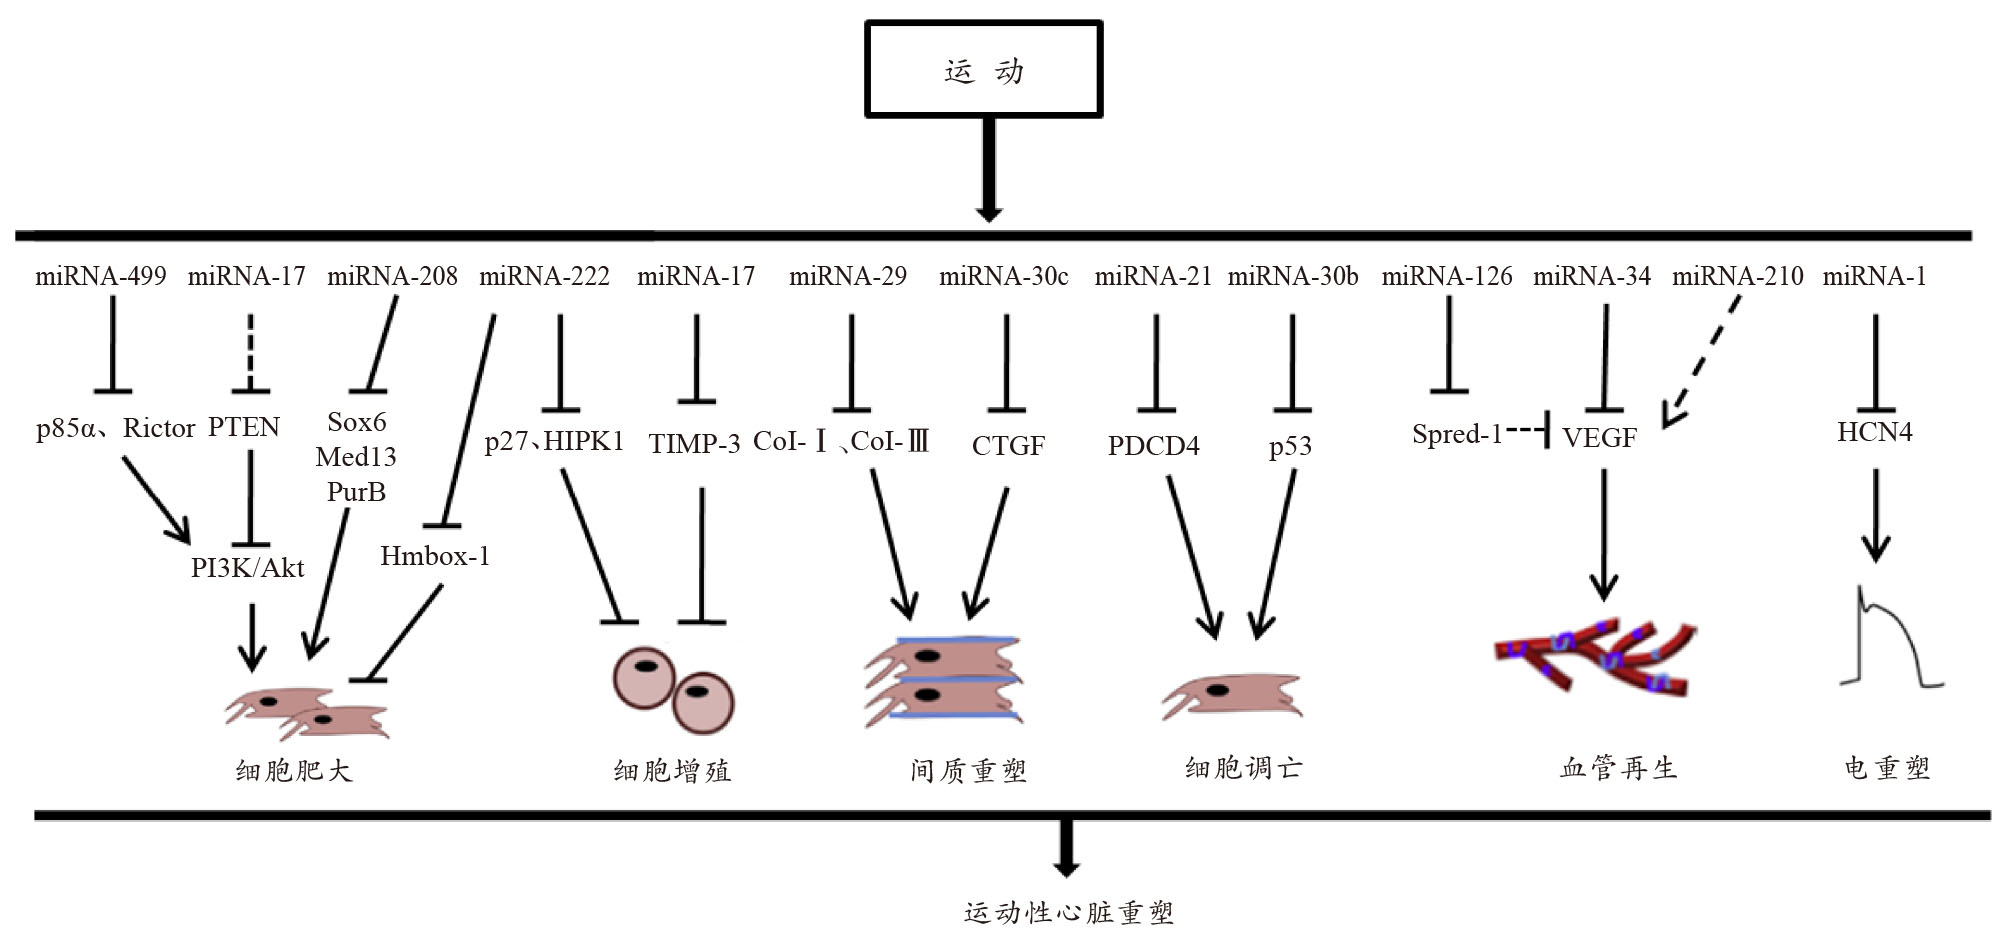 运 动
miRNA-499 miRNA-17 miRNA-208 miRNA-222 miRNA-17 miRNA-29 miRNA-30c miRNA-21 miRNA-30b miRNA-126 miRNA-34 miRNA-210 miRNA-1
p85α、Rictor
PTEN
Sox6
Med13
PurB
p27、HIPK1
TIMP-3
CoI-Ⅰ、CoI-Ⅲ
CTGF
PDCD4
p53
Spred-1
VEGF
HCN4
PI3K/Akt
Hmbox-1
细胞肥大
细胞增殖
间质重塑
细胞调亡
血管再生
电重塑
运动性心脏重塑